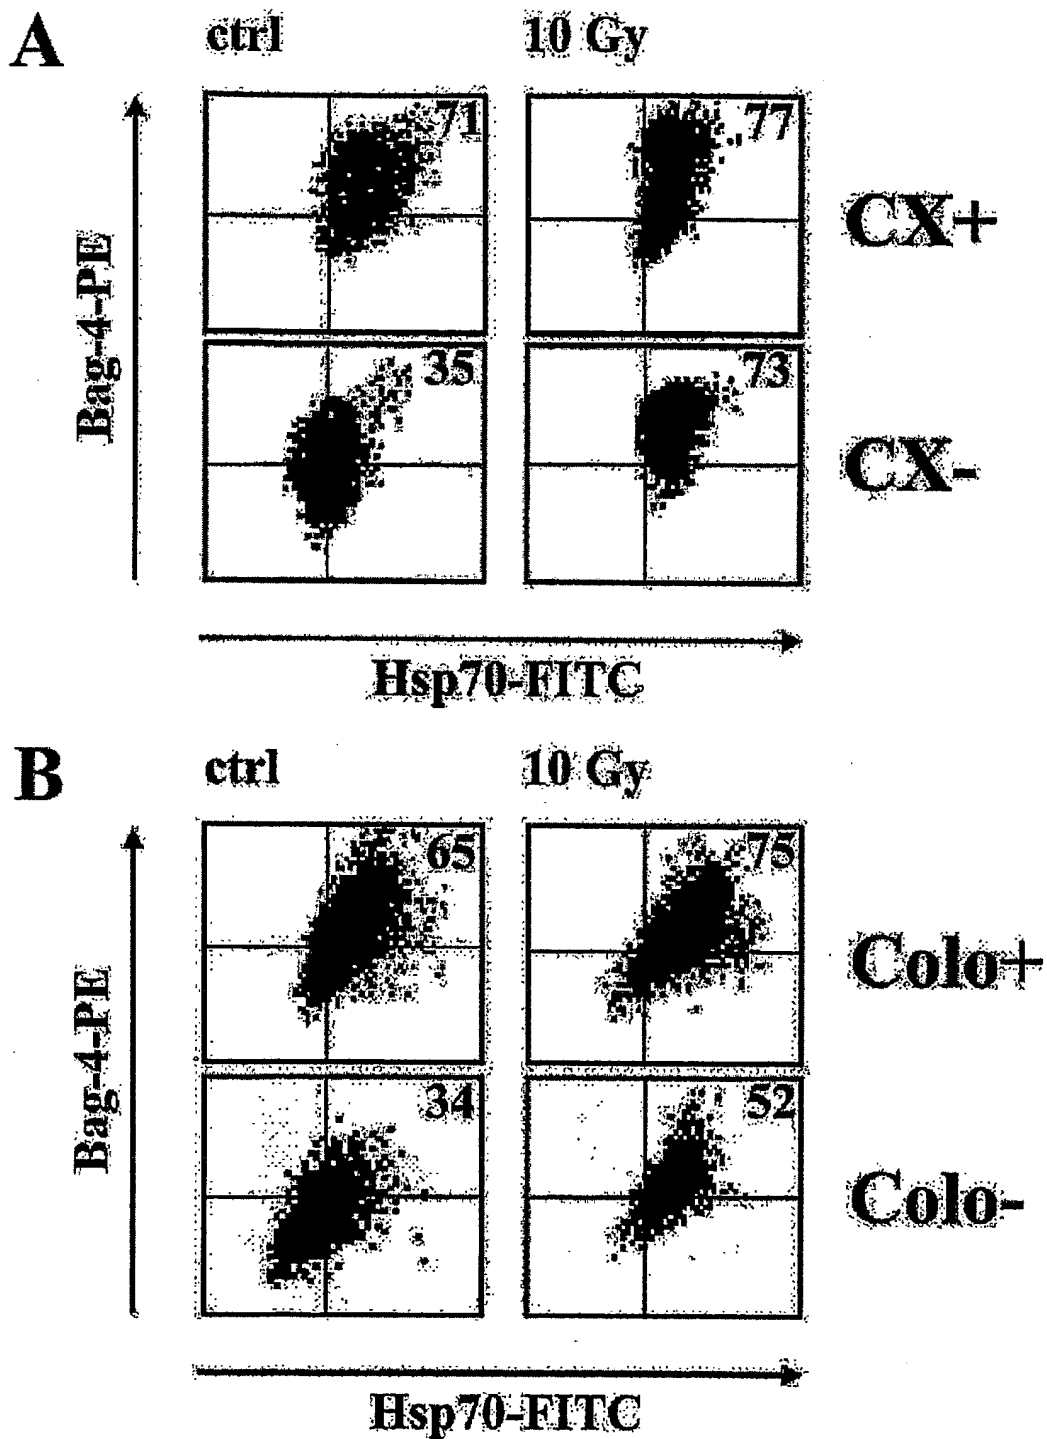 A
ctrl
10 Gy
71
77
CX+
Bag-4-PE
35
73
CX-
Hsp70-FITC
B
ctrl
10 Gy
65
75
Colo+
Bag-4-PE
34
52
Colo-
Hsp70-FITC